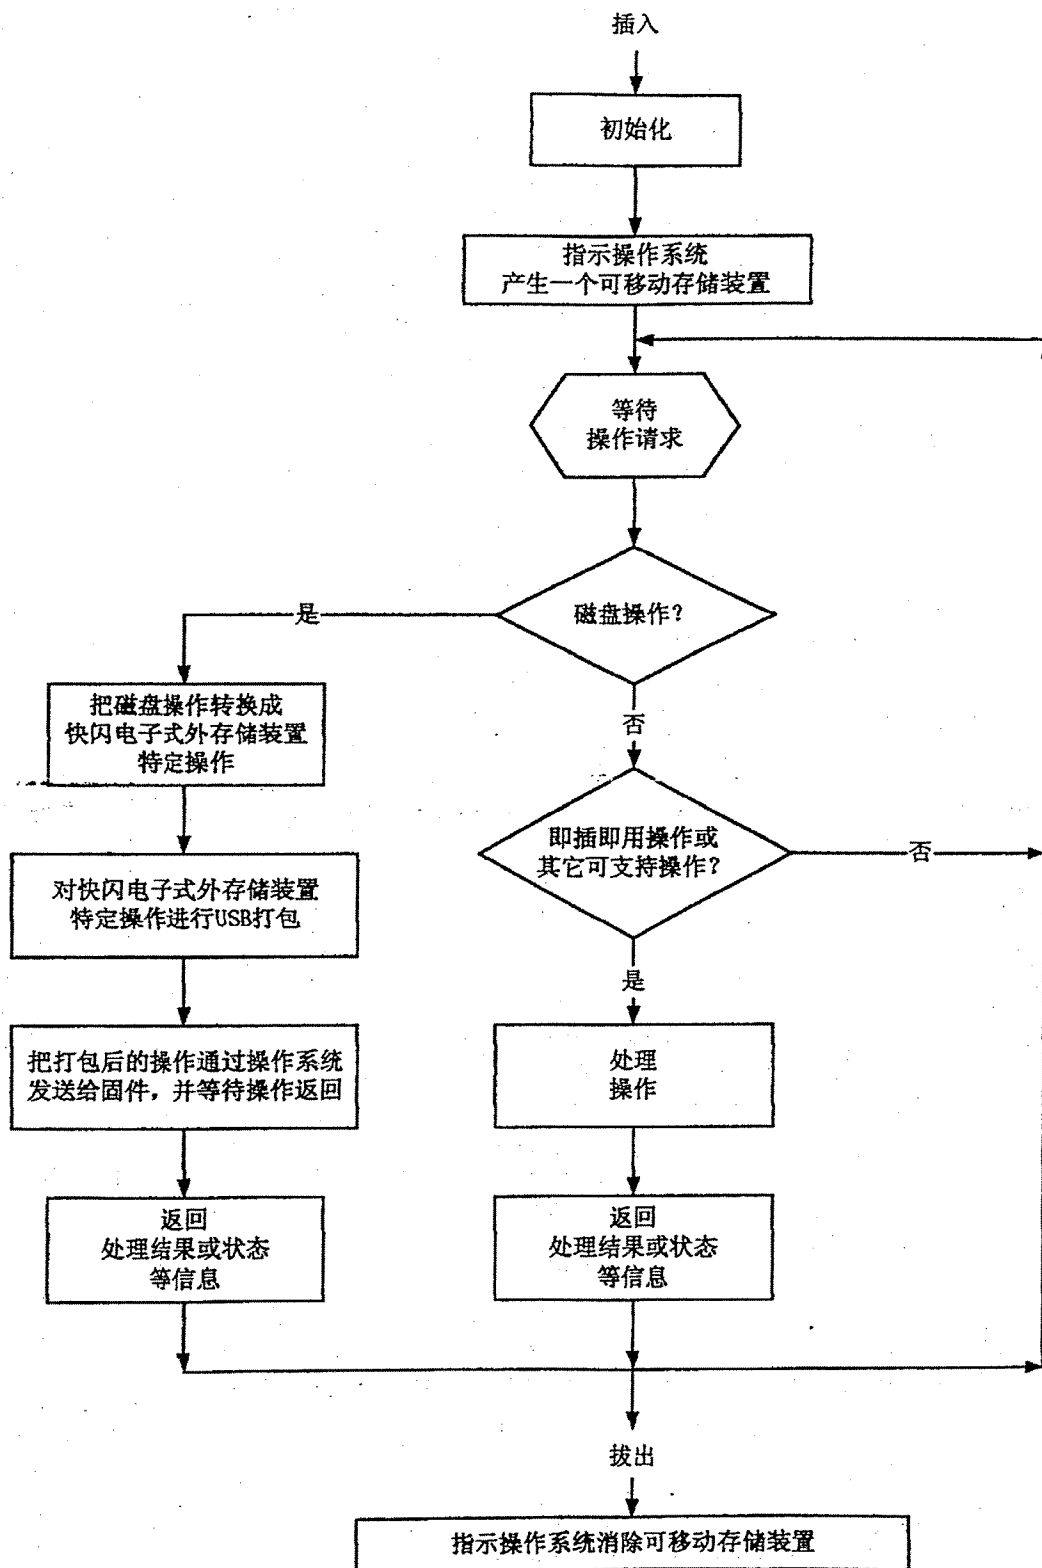 插入
初始化
指示操作系统
产生一个可移动存储装置
等待
操作请求
磁盘操作？
是
否
把磁盘操作转换成
快闪电子式外存储装置
特定操作
即插即用操作或
其它可支持操作？
否
对快闪电子式外存储装置
特定操作进行USB打包
是
把打包后的操作通过操作系统
发送给固件，并等待操作返回
处理
操作
返回
处理结果或状态
等信息
返回
处理结果或状态
等信息
拔出
指示操作系统消除可移动存储装置